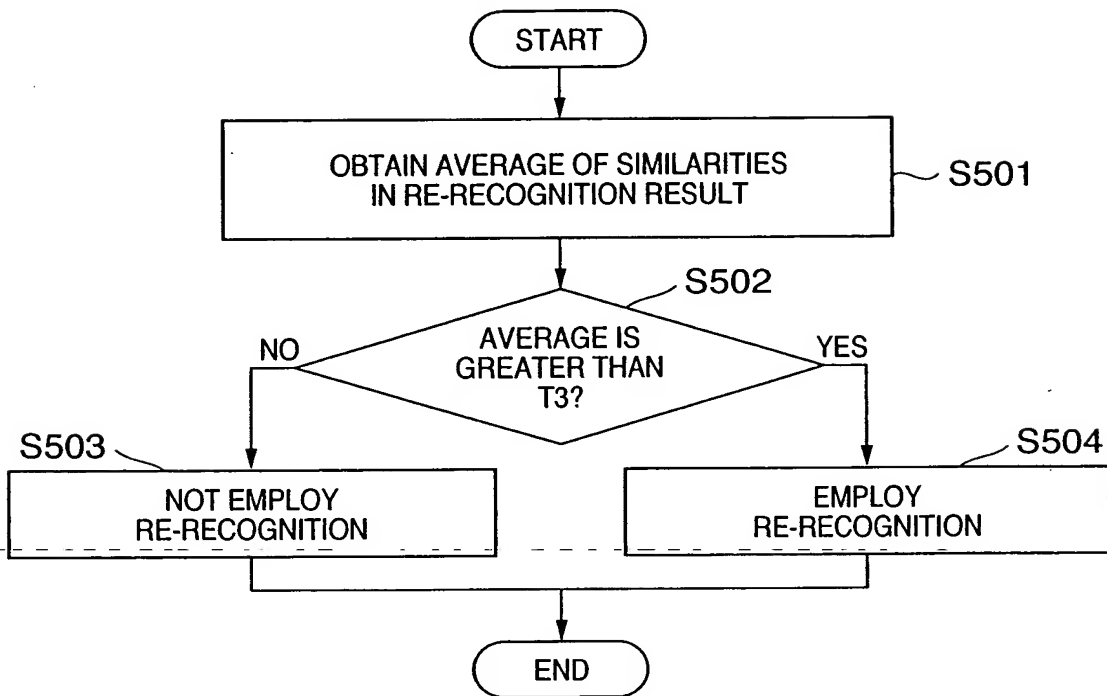 START
OBTAIN AVERAGE OF SIMILARITIES
IN RE-RECOGNITION RESULT
S501
S502
AVERAGE IS
GREATER THAN
T3?
NO
YES
S503
NOT EMPLOY
RE-RECOGNITION
S504
EMPLOY
RE-RECOGNITION
END